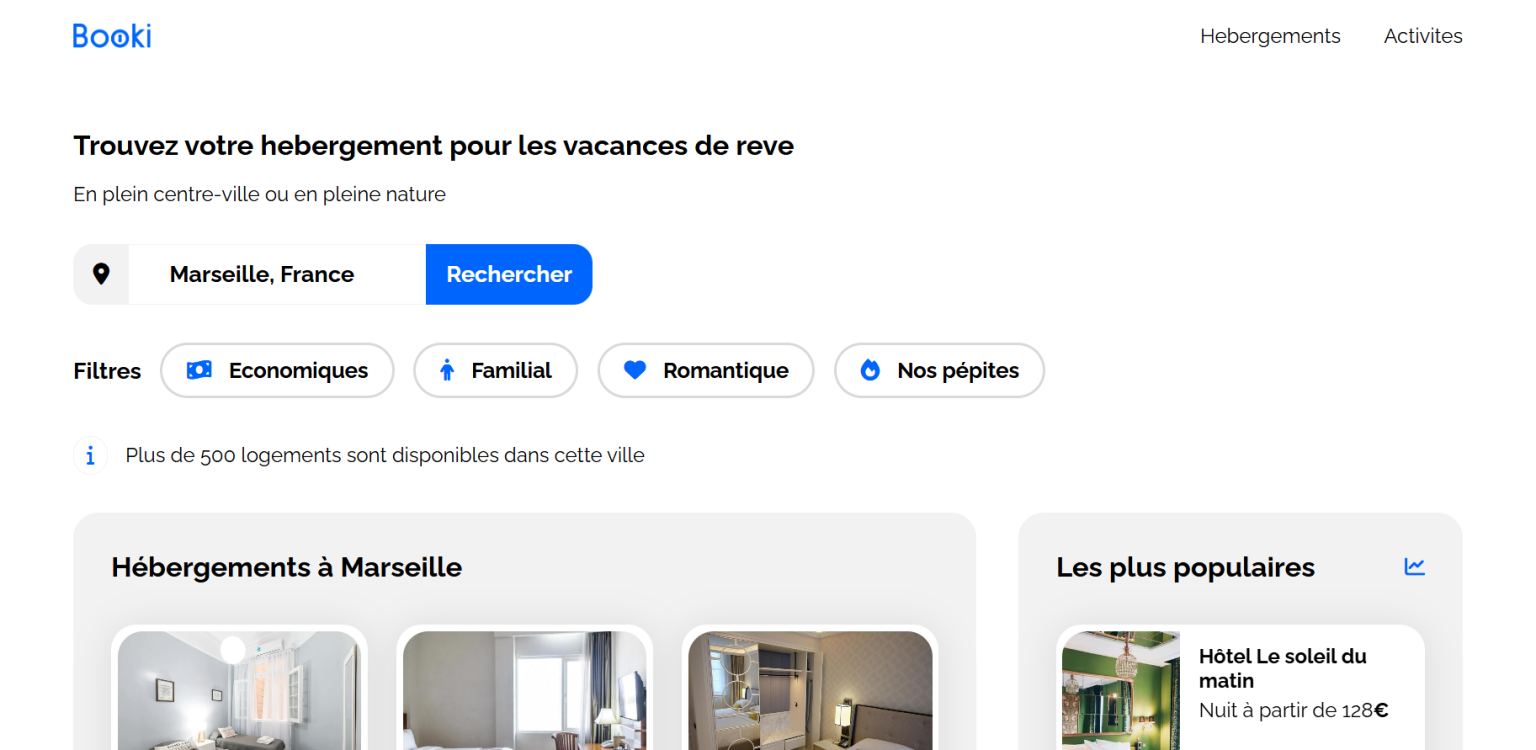 Booki
Hebergements
Activites
Trouvez votre hebergement pour les vacances de reve
En plein centre-ville ou en pleine nature
Marseille, France
Rechercher
Filtres
Economiques
Familial
Romantique
Nos pépites
Plus de 500 logements sont disponibles dans cette ville
Hébergements à Marseille
Les plus populaires
Hôtel Le soleil du
matin
Nuit à partir de 128€